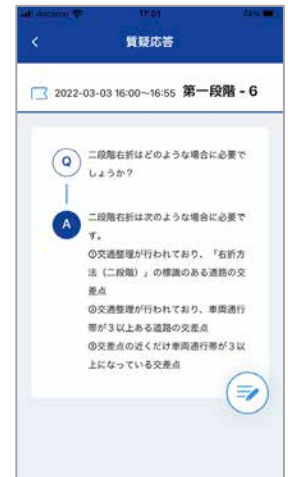 docomo 17:01 72%
質疑応答
2022-03-03 16:00~16:55 第一段階 - 6
Q 二段階右折はどのような場合に必要で
しょうか?
A 二段階右折は次のような場合に必要で
す。
①交通整理が行われており、「右折方
法（二段階）」の標識のある道路の交
差点
②交通整理が行われており、車両通行
帯が３以上ある道路の交差点
③交差点の近くだけ車両通行帯が３以
上になっている交差点